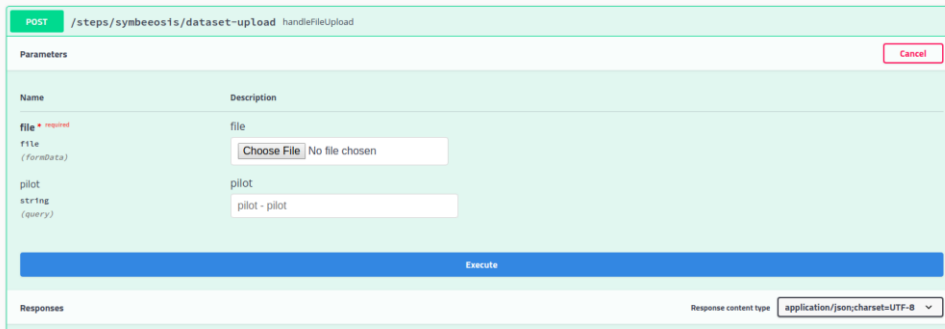 POST /steps/symbeeosis/dataset-upload handleFileUpload
Parameters Cancel
Name Description
file * required file
file Choose File No file chosen
(formData)
pilot pilot
string pilot - pilot
(query)
Execute
Responses Response content type application/json;charset=UTF-8